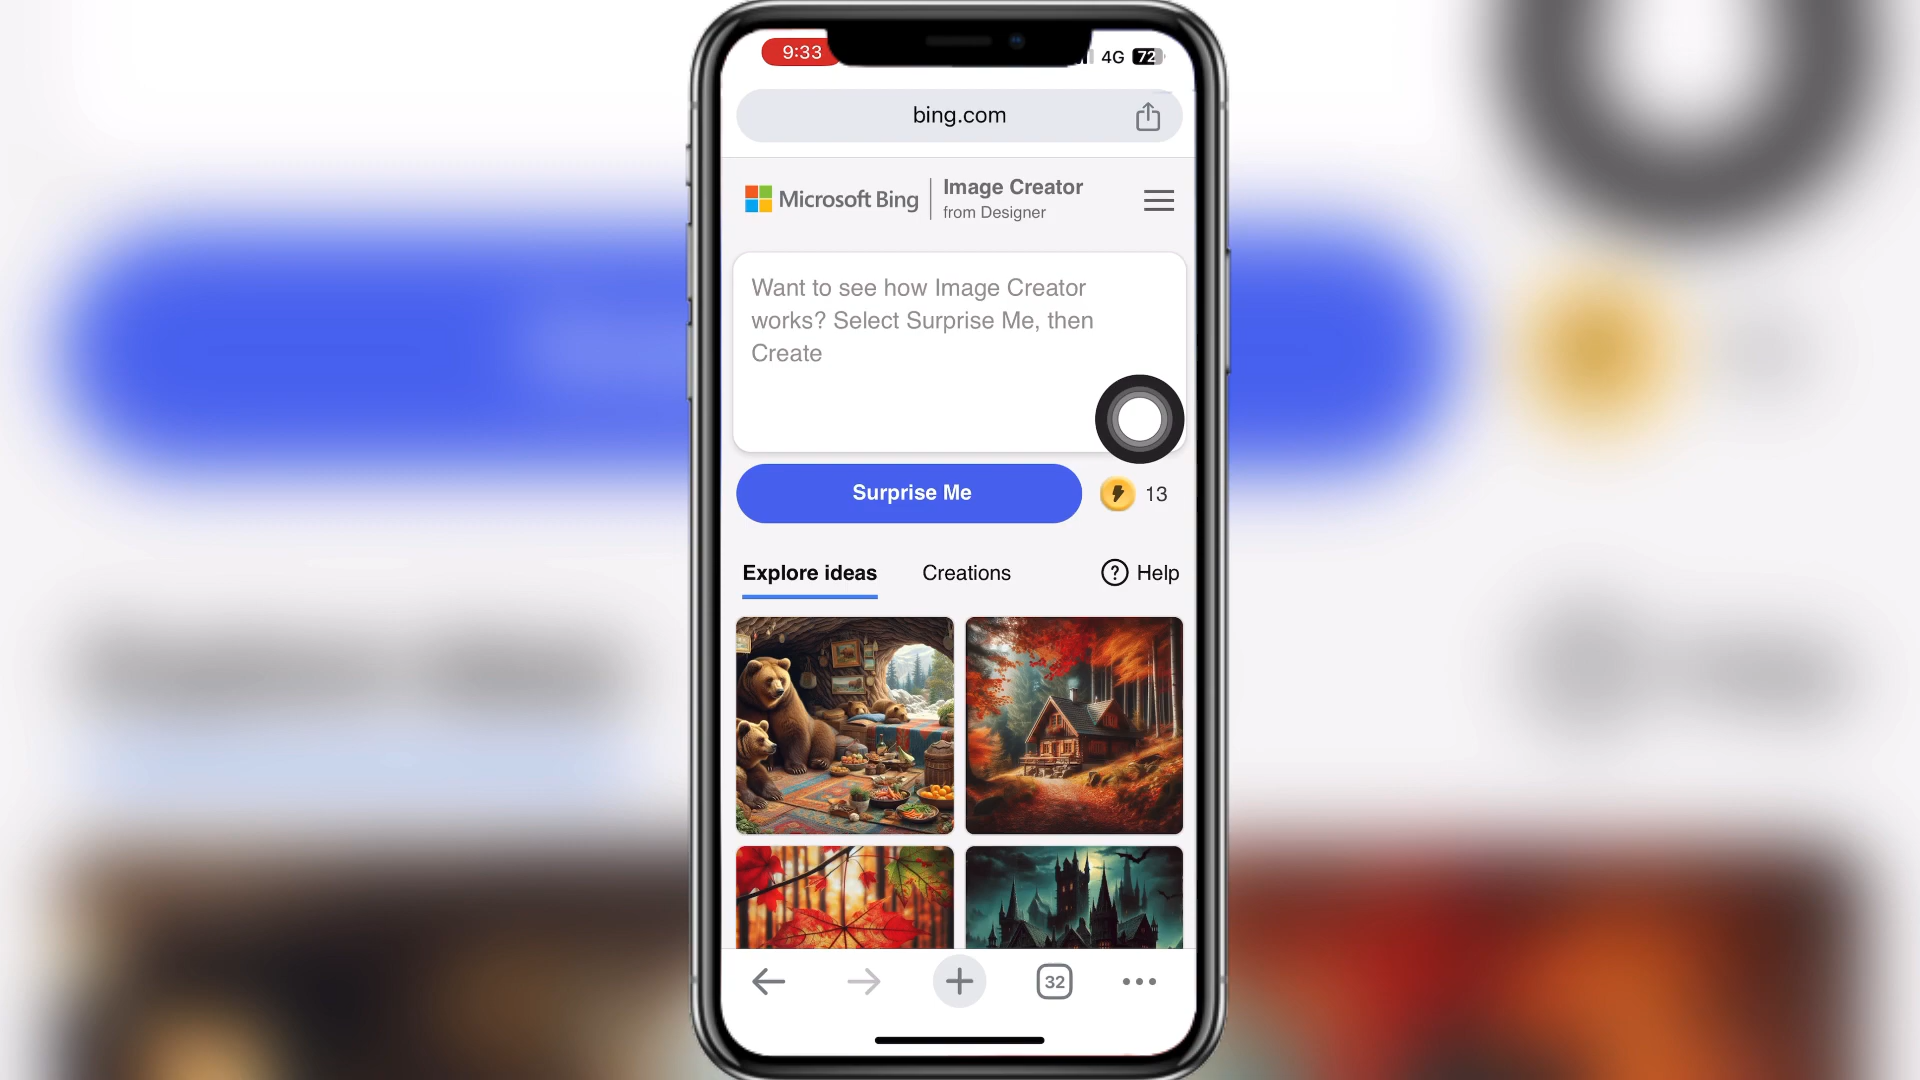 9:33
4G 72
bing.com
Microsoft Bing
Image Creator
from Designer
Want to see how Image Creator
works? Select Surprise Me, then
Create
Surprise Me
13
Explore ideas
Creations
? Help
32